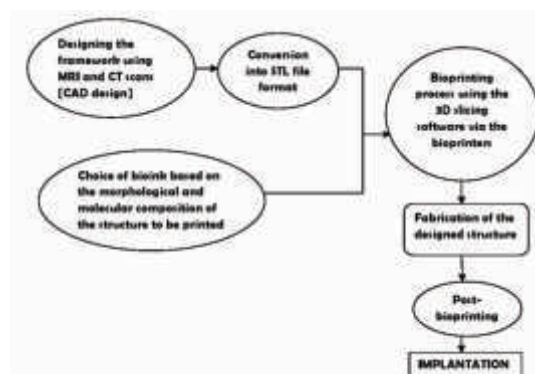 Designing the
framework using
MRI and CT scans
[CAD design]
Conversion
into STL file
format
Bioprinting
process using the
3D slicing
software via the
bioprinters
Choice of bioink based on
the morphological and
molecular composition of
the structure to be printed
Fabrication of the
designed structure
Post-
bioprinting
IMPLANTATION